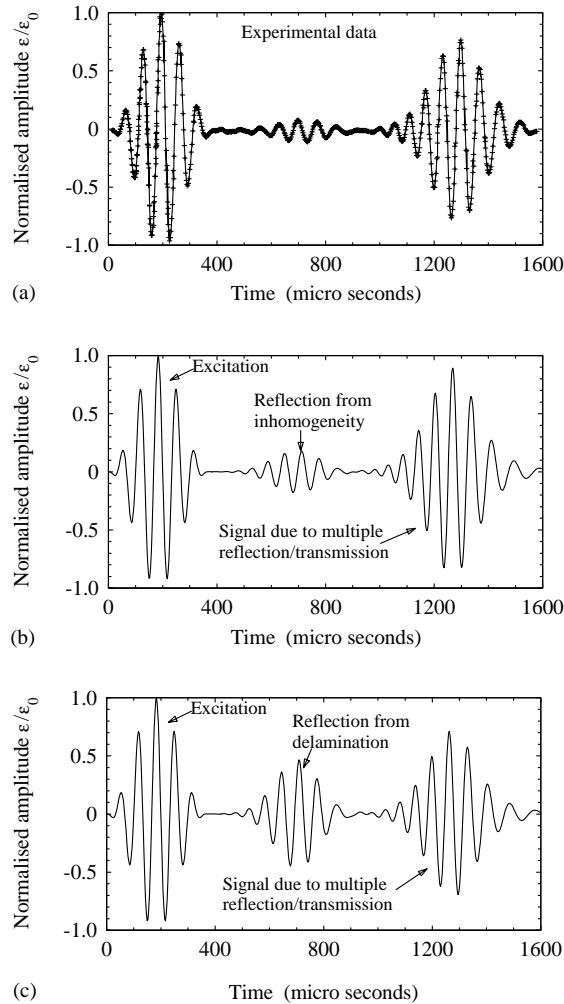 Experimental data
Normalised amplitude ε/ε0
1.0
0.5
0
-0.5
-1.0
0 400 800 1200 1600
Time (micro seconds)
(a)
Excitation
Reflection from
inhomogeneity
Signal due to multiple
reflection/transmission
Normalised amplitude ε/ε0
1.0
0.5
0
-0.5
-1.0
0 400 800 1200 1600
Time (micro seconds)
(b)
Excitation
Reflection from
delamination
Signal due to multiple
reflection/transmission
Normalised amplitude ε/ε0
1.0
0.5
0
-0.5
-1.0
0 400 800 1200 1600
Time (micro seconds)
(c)